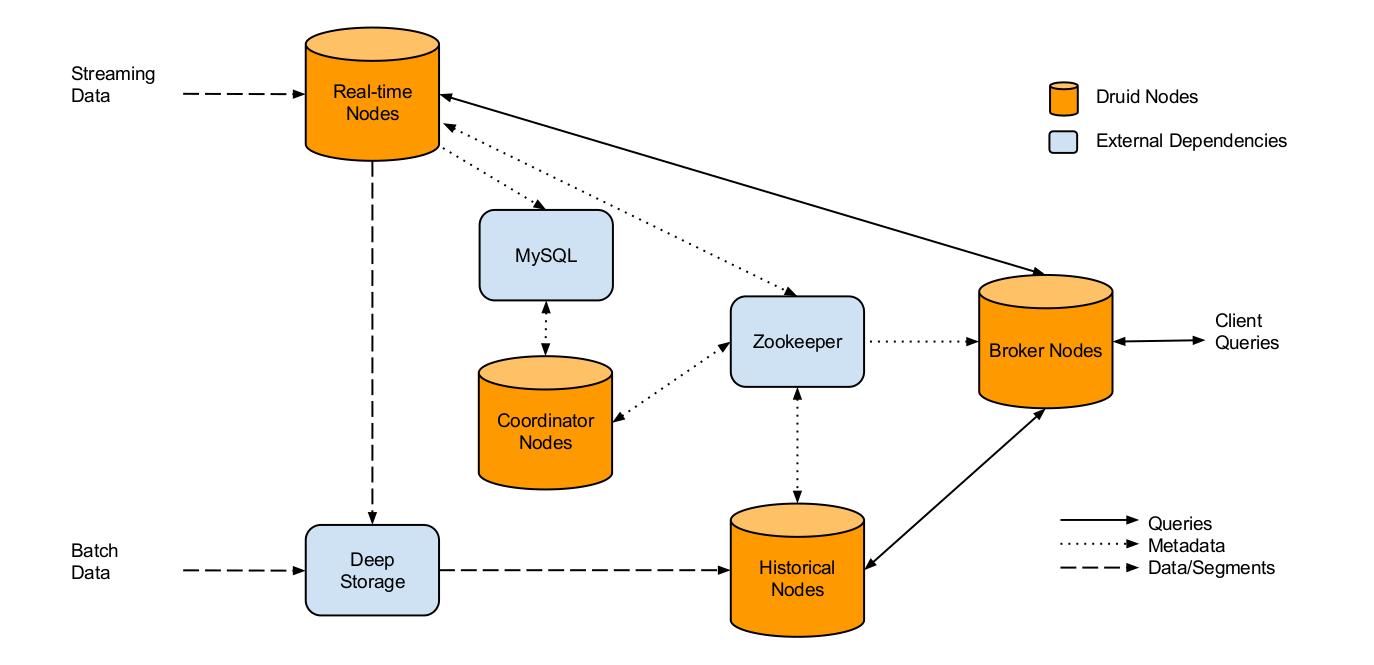 Streaming
Data
Real-time
Nodes
Druid Nodes
External Dependencies
MySQL
Zookeeper
Broker Nodes
Client
Queries
Coordinator
Nodes
Batch
Data
Deep
Storage
Historical
Nodes
Queries
Metadata
Data/Segments